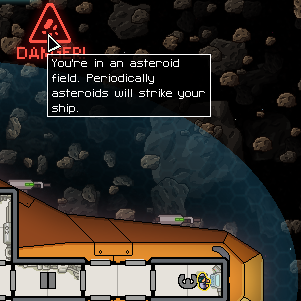 DANGER!
You're in an asteroid
field. Periodically
asteroids will strike your
ship.